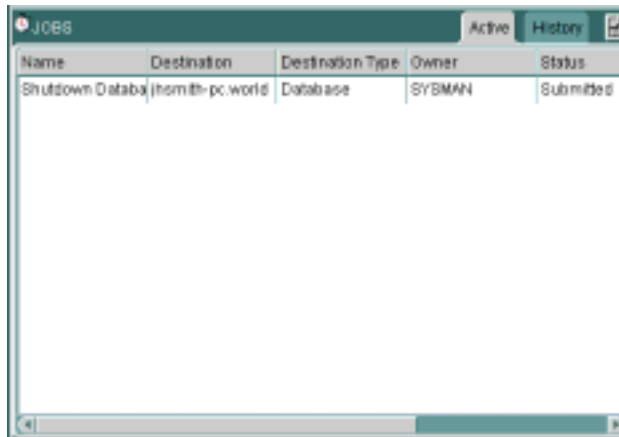 JOBS Active History
Name Destination Destination Type Owner Status
Shutdown Databa jhsmith-pc.world Database SYSMAN Submitted